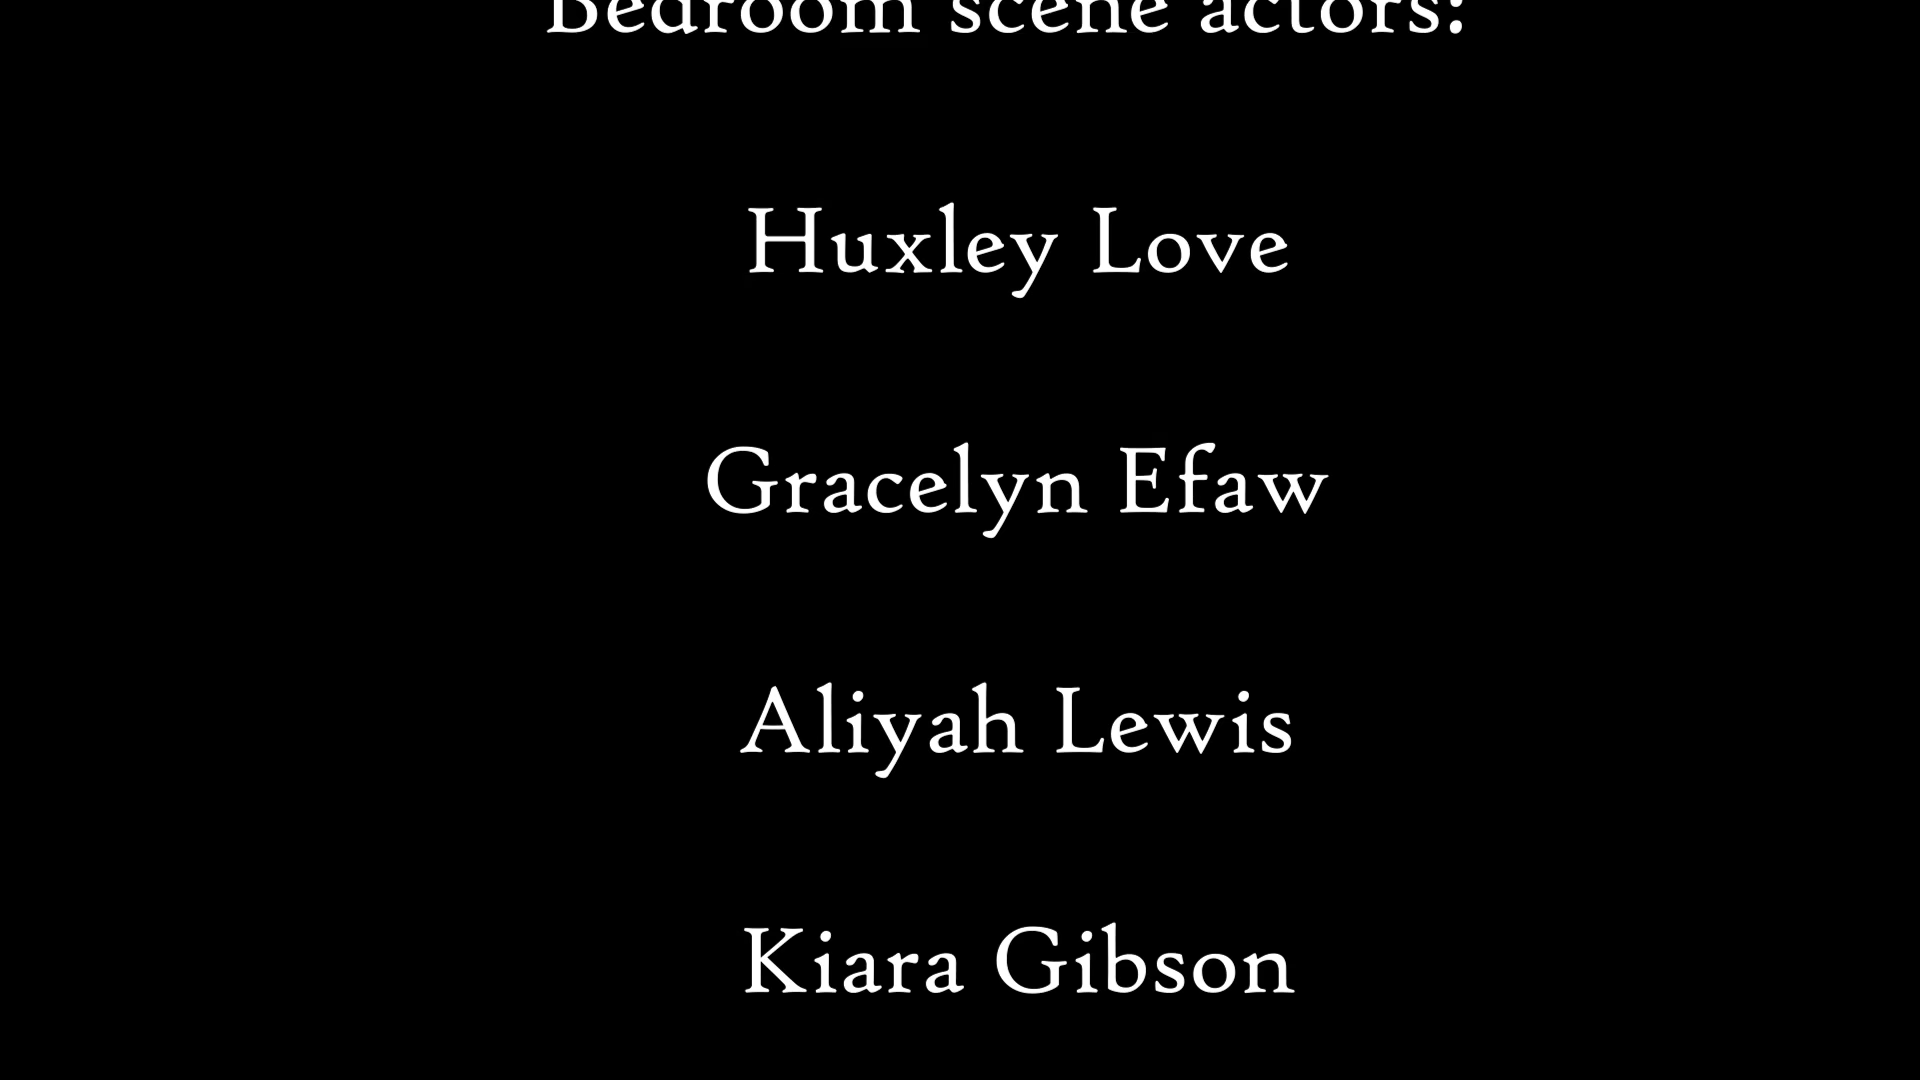 Bedroom scene actors:
Huxley Love
Gracelyn Efaw
Aliyah Lewis
Kiara Gibson